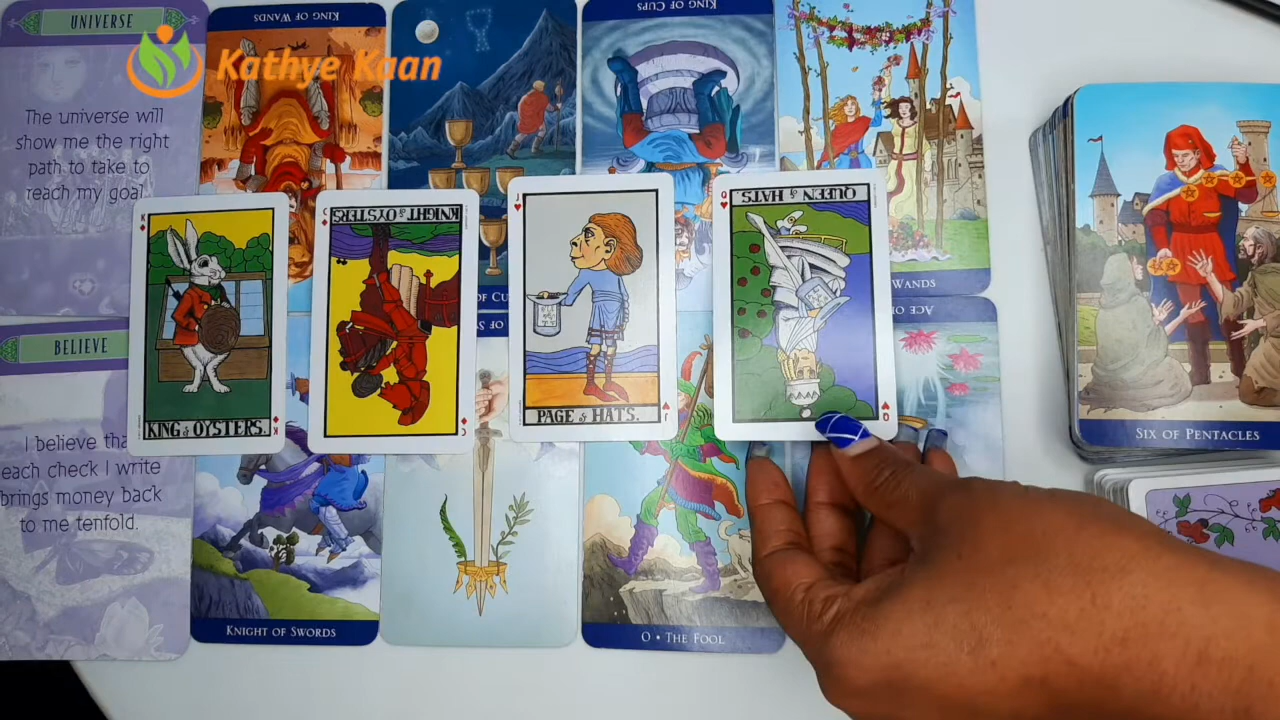 UNIVERSE
The universe will
show me the right
path to take to
reach my goal
Kathye Kaan
KING OF WANDS
KING OF CUPS
OF CU
WANDS
K
KING of OYSTERS.
K
KNIGHT of OYSTERS.
C
J
PAGE of HATS.
J
Q
QUEEN of HATS.
Q
SIX OF PENTACLES
BELIEVE
I believe tha
each check I write
brings money back
to me tenfold.
KNIGHT OF SWORDS
OF S
0 • THE FOOL
ACE OF